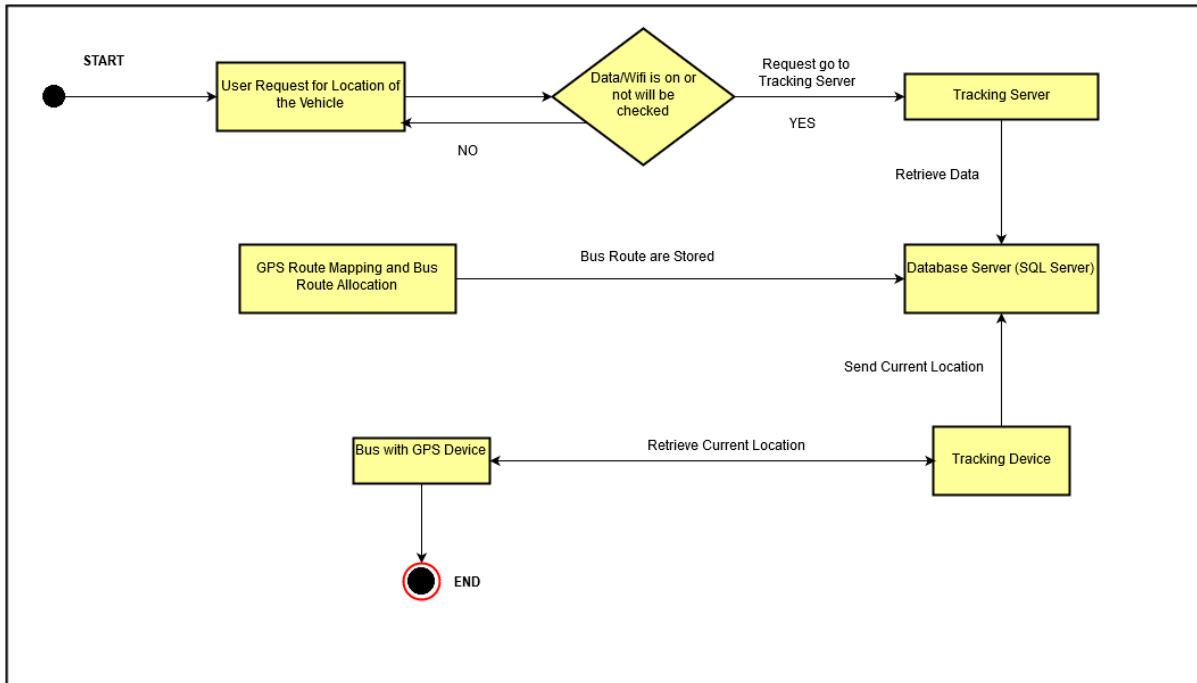 START
User Request for Location of
the Vehicle
Data/Wifi is on or
not will be
checked
Request go to
Tracking Server
YES
NO
Tracking Server
Retrieve Data
GPS Route Mapping and Bus
Route Allocation
Bus Route are Stored
Database Server (SQL Server)
Send Current Location
Bus with GPS Device
Retrieve Current Location
Tracking Device
END